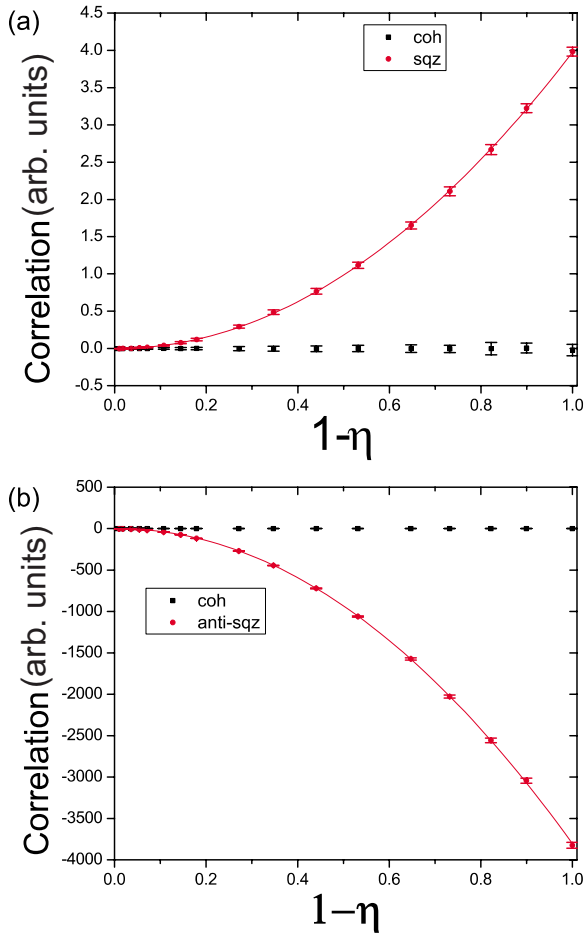 (a)
4.5
4.0
3.5
3.0
2.5
2.0
1.5
1.0
0.5
0.0
-0.5
Correlation (arb. units)
coh
sqz
0.0 0.2 0.4 0.6 0.8 1.0
1-η
(b)
500
0
-500
-1000
-1500
-2000
-2500
-3000
-3500
-4000
Correlation (arb. units)
coh
anti-sqz
0.0 0.2 0.4 0.6 0.8 1.0
1−η